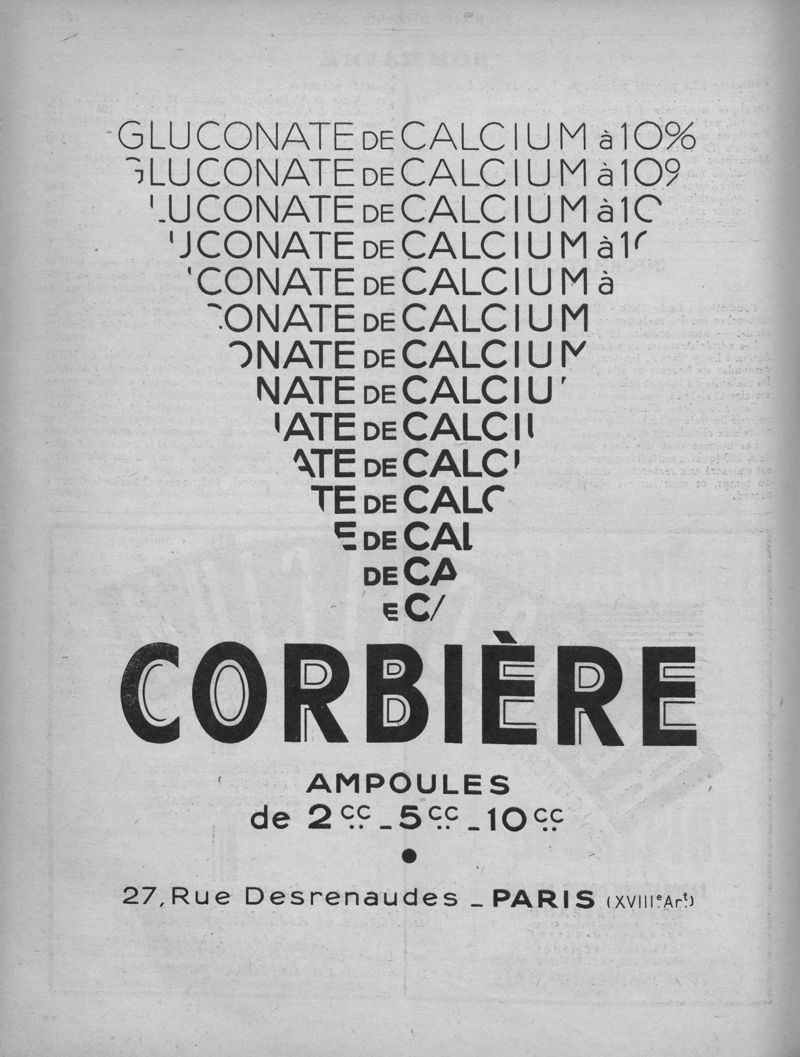 GLUCONATE DE CALCIUM à 10%
GLUCONATE DE CALCIUM à 10%
LUCONATE DE CALCIUM à 10
UCONATE DE CALCIUM à 1
CONATE DE CALCIUM à
CONATE DE CALCIUM
ONATE DE CALCIUM
NATE DE CALCIU
ATE DE CALCI
ATE DE CALC
TE DE CALC
E DE CAL
DE CA
E C
CORBIÈRE
AMPOULES
de 2 cc. - 5 cc. - 10 cc.
27, Rue Desrenaudes - PARIS (XVIIIe Art.)